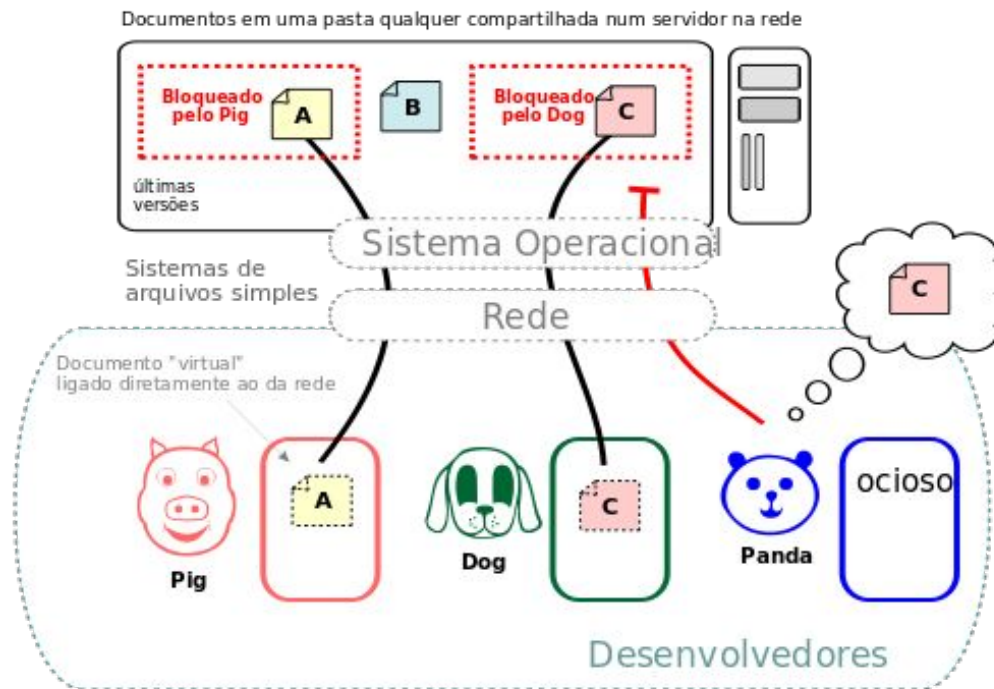 Documentos em uma pasta qualquer compartilhada num servidor na rede
Bloqueado
pelo Pig
A
B
Bloqueado
pelo Dog
C
últimas
versões
Sistema Operacional
Sistemas de
arquivos simples
Rede
C
Documento "virtual"
ligado diretamente ao da rede
A
C
ocioso
Pig
Dog
Panda
Desenvolvedores